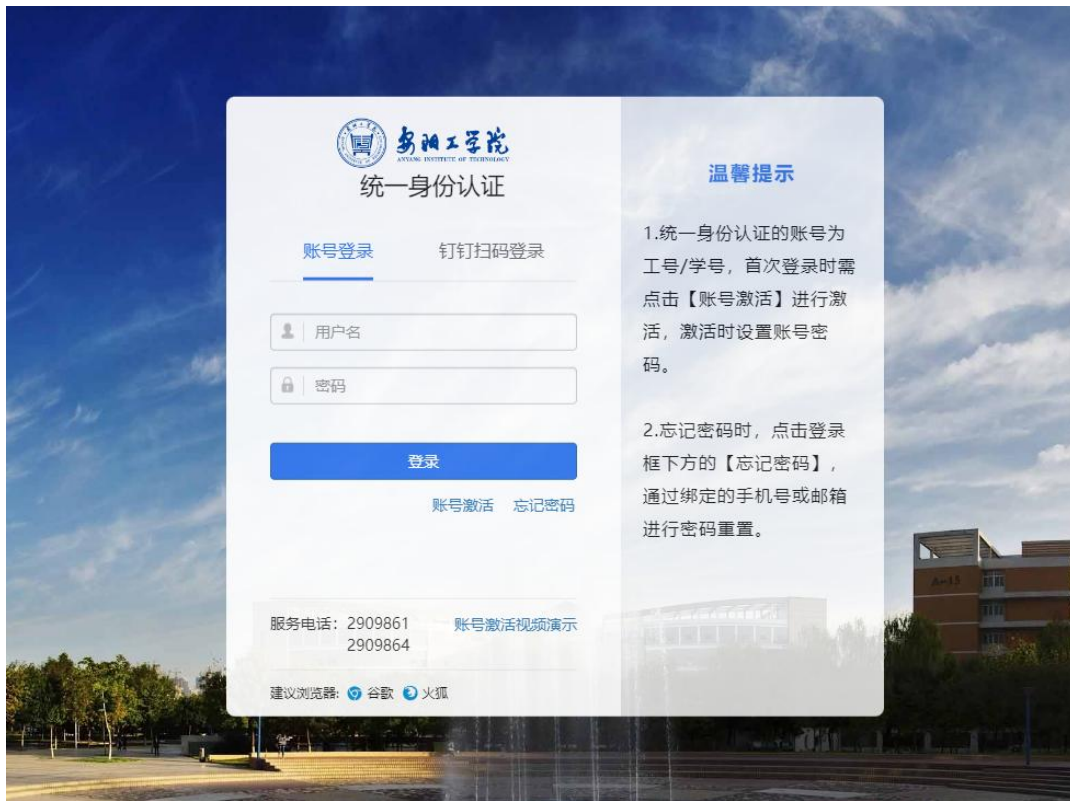 安阳工学院
ANYANG INSTITUTE OF TECHNOLOGY
统一身份认证
账号登录 钉钉扫码登录
用户名
密码
登录
账号激活 忘记密码
服务电话：2909861 账号激活视频演示
2909864
建议浏览器: 谷歌 火狐
温馨提示
1.统一身份认证的账号为
工号/学号，首次登录时需
点击【账号激活】进行激
活，激活时设置账号密
码。
2.忘记密码时，点击登录
框下方的【忘记密码】，
通过绑定的手机号或邮箱
进行密码重置。